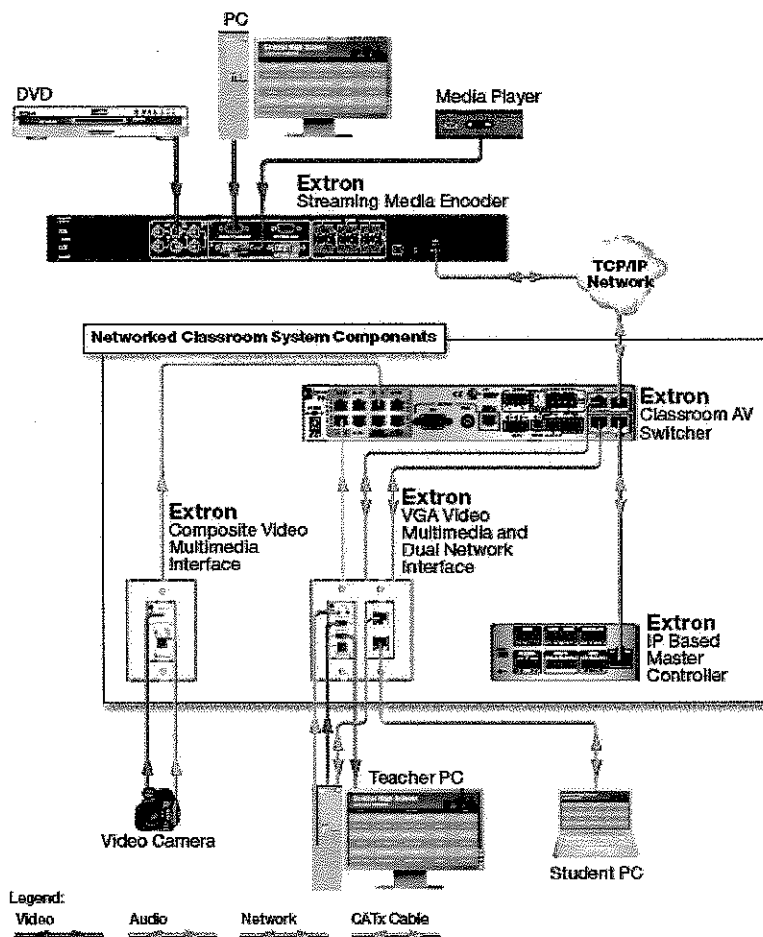 PC
DVD
Media Player
Extron
Streaming Media Encoder
TCP/IP
Network
Networked Classroom System Components
Extron
Classroom AV
Switcher
Extron
Composite Video
Multimedia
Interface
Extron
VGA Video
Multimedia and
Dual Network
Interface
Extron
IP Based
Master
Controller
Teacher PC
Video Camera
Student PC
Legend:
Video Audio Network CATx Cable